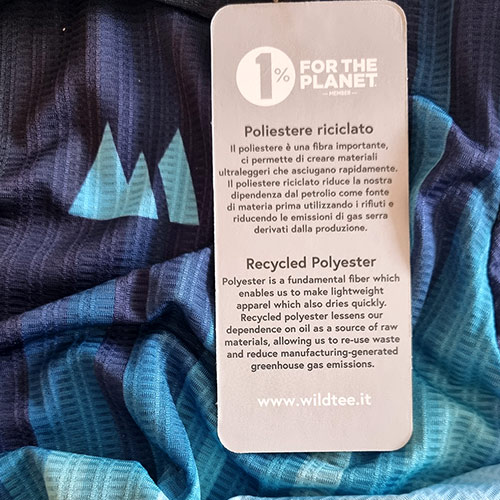 1%
FOR THE
PLANET
MEMBER
Poliestere riciclato
Il poliestere è una fibra importante,
ci permette di creare materiali
ultraleggeri che asciugano rapidamente.
Il poliestere riciclato riduce la nostra
dipendenza dal petrolio come fonte
di materia prima utilizzando i rifiuti e
riducendo le emissioni di gas serra
derivati dalla produzione.
Recycled Polyester
Polyester is a fundamental fiber which
enables us to make lightweight
apparel which also dries quickly.
Recycled polyester lessens our
dependence on oil as a source of raw
materials, allowing us to re-use waste
and reduce manufacturing-generated
greenhouse gas emissions.
www.wildtee.it